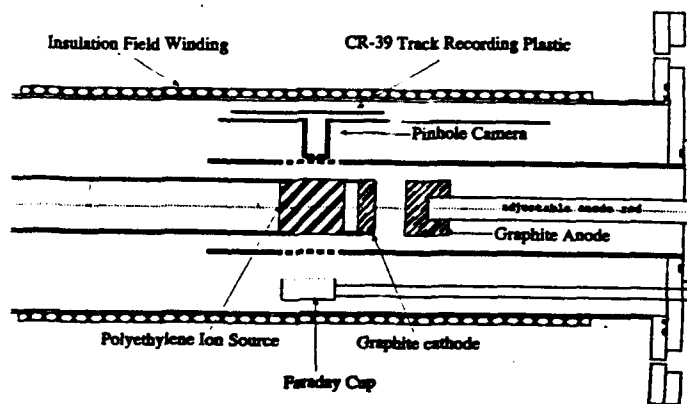 Insulation Field Winding
CR-39 Track Recording Plastic
Pinhole Camera
adjustable anode rod
Graphite Anode
Polyethylene Ion Source
Graphite cathode
Faraday Cup